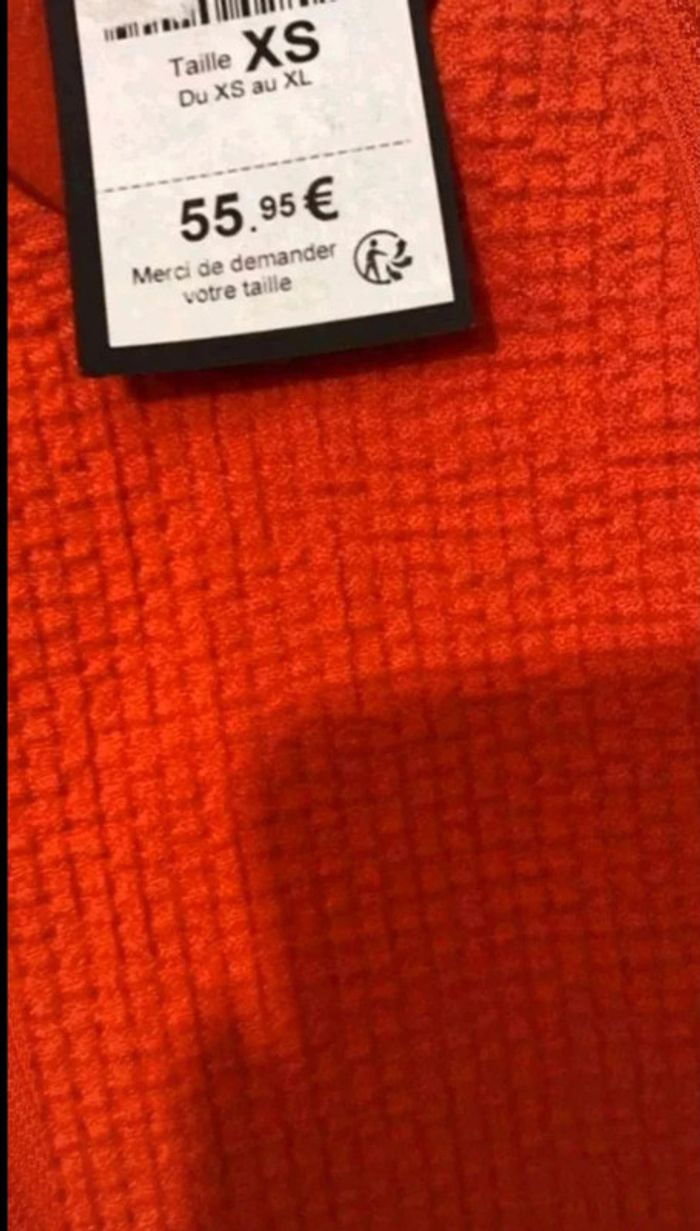 Taille XS
Du XS au XL
55.95€
Merci de demander
votre taille